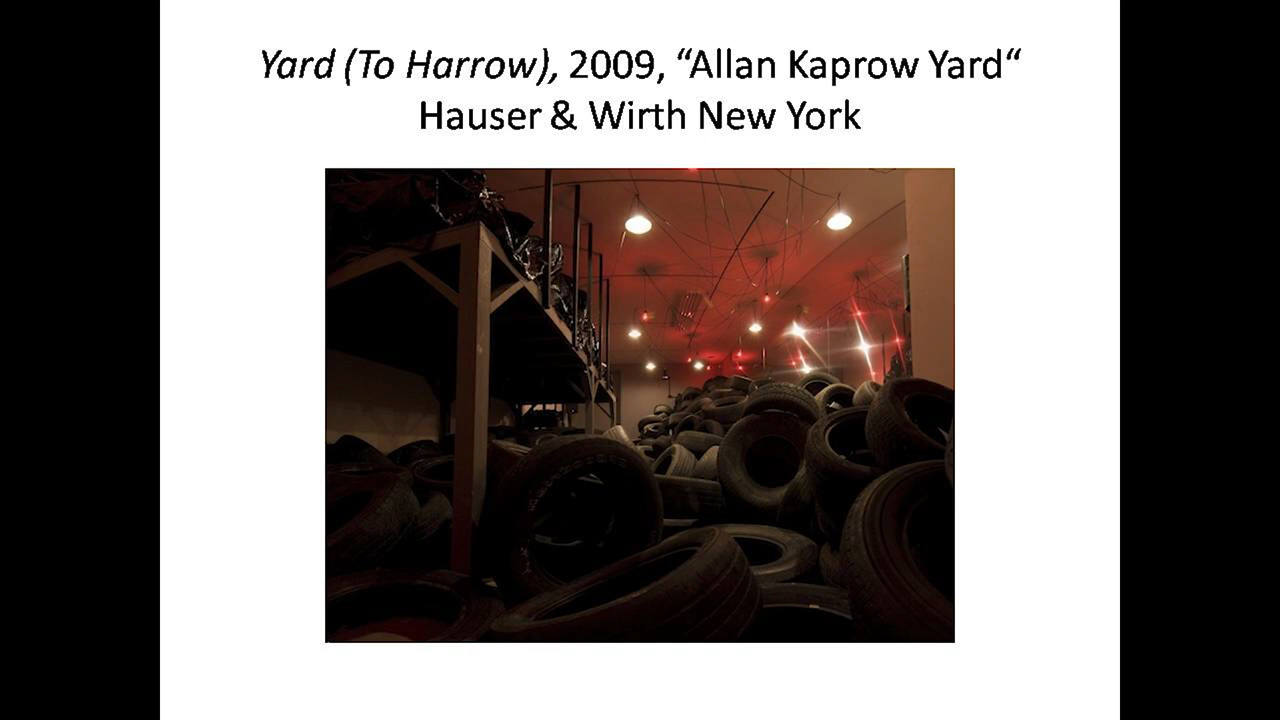 Yard (To Harrow), 2009, “Allan Kaprow Yard“
Hauser & Wirth New York